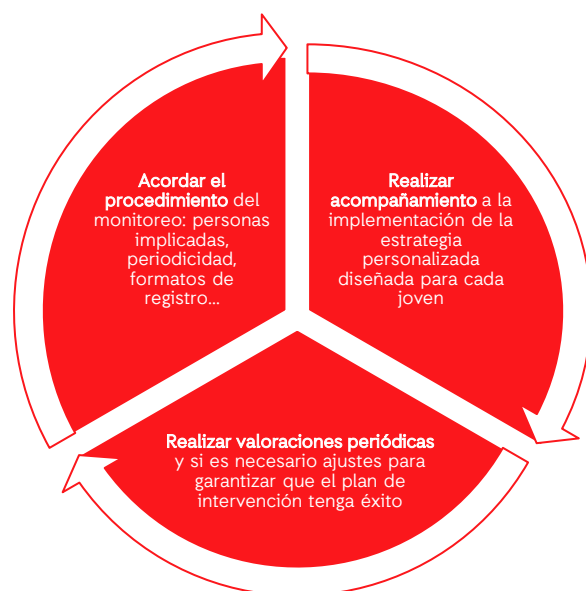 Acordar el
procedimiento del
monitoreo: personas
implicadas,
periodicidad,
formatos de
registro...
Realizar
acompañamiento a la
implementación de la
estrategia
personalizada
diseñada para cada
joven
Realizar valoraciones periódicas
y si es necesario ajustes para
garantizar que el plan de
intervención tenga éxito